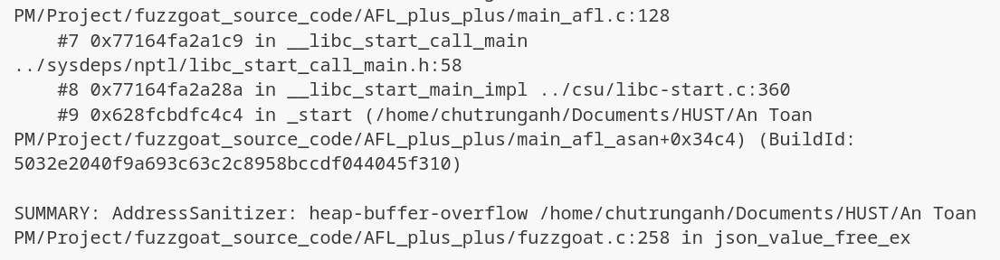 PM/Project/fuzzgoat_source_code/AFL_plus_plus/main_afl.c:128
    #7 0x77164fa2a1c9 in __libc_start_call_main
../sysdeps/nptl/libc_start_call_main.h:58
    #8 0x77164fa2a28a in __libc_start_main_impl ../csu/libc-start.c:360
    #9 0x628fcbdfc4c4 in _start (/home/chutrunganh/Documents/HUST/An Toan
PM/Project/fuzzgoat_source_code/AFL_plus_plus/main_afl_asan+0x34c4) (BuildId:
5032e2040f9a693c63c2c8958bccdf044045f310)

SUMMARY: AddressSanitizer: heap-buffer-overflow /home/chutrunganh/Documents/HUST/An Toan
PM/Project/fuzzgoat_source_code/AFL_plus_plus/fuzzgoat.c:258 in json_value_free_ex